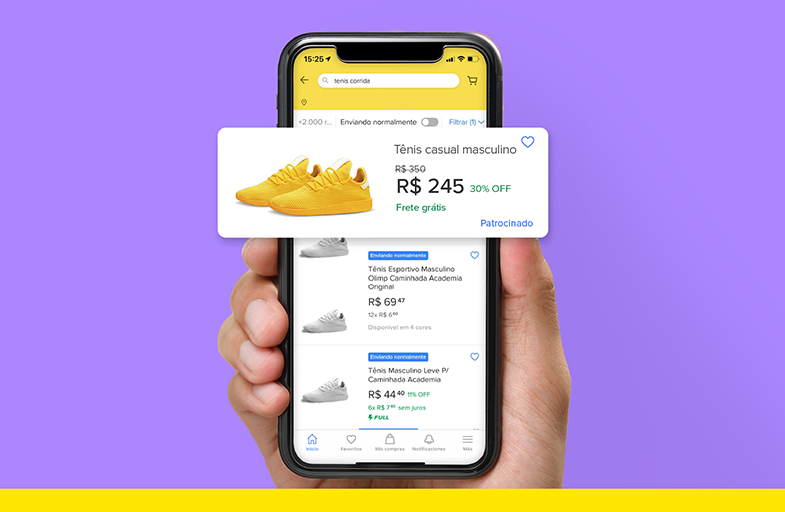 15:25
tenis corrida
+2.000 r...
Enviando normalmente
Filtrar (1)
Tênis casual masculino
R$ 350
R$ 245 30% OFF
Frete grátis
Patrocinado
Enviando normalmente
Tênis Esportivo Masculino
Olimp Caminhada Academia
Original
R$ 69 47
12x R$ 6 60
Disponível em 4 cores
Enviando normalmente
Tênis Masculino Leve P/
Caminhada Academia
R$ 44 40 11% OFF
6x R$ 7 40 sem juros
FULL
Inicio Favoritos Mis compras Notificaciones Más